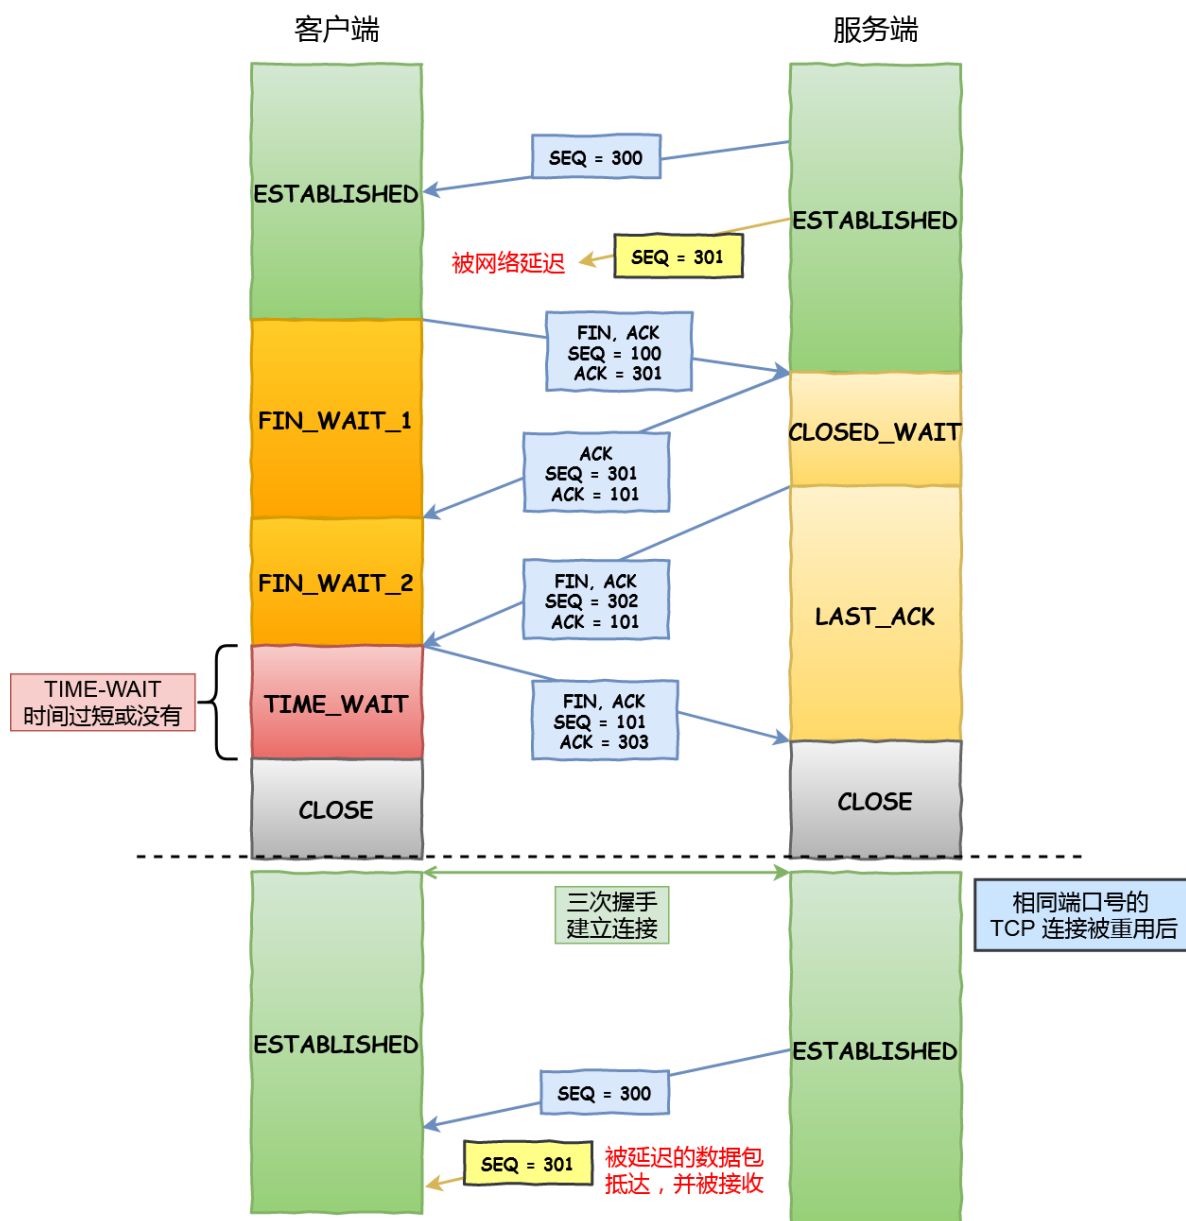 客户端
服务端
SEQ = 300
ESTABLISHED
ESTABLISHED
SEQ = 301
被网络延迟
FIN, ACK
SEQ = 100
ACK = 301
FIN_WAIT_1
CLOSED_WAIT
ACK
SEQ = 301
ACK = 101
FIN_WAIT_2
FIN, ACK
SEQ = 302
ACK = 101
LAST_ACK
TIME-WAIT
时间过短或没有
TIME_WAIT
FIN, ACK
SEQ = 101
ACK = 303
CLOSE
CLOSE
三次握手
建立连接
相同端口号的
TCP 连接被重用后
ESTABLISHED
ESTABLISHED
SEQ = 300
SEQ = 301
被延迟的数据包
抵达，并被接收